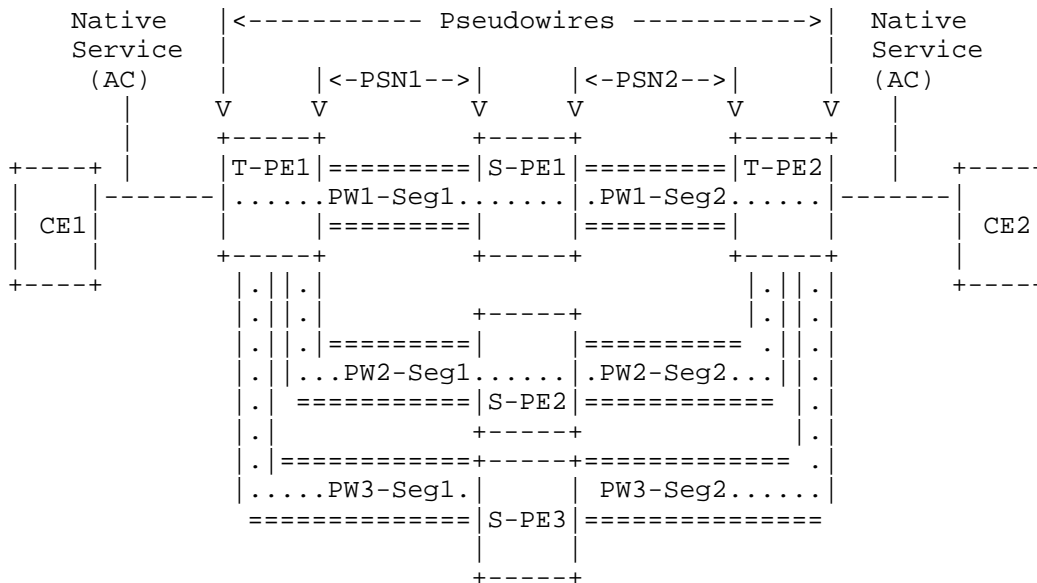 Native |<----------- Pseudowires ----------->| Native
Service | | Service
(AC) | |<-PSN1-->| |<-PSN2-->| | (AC)
| V V V V V V |
| +-----+ +-----+ +-----+ |
+----+ | |T-PE1|=========|S-PE1|=========|T-PE2| | +----+
| |-------|......PW1-Seg1.......|.PW1-Seg2......|-------| 
| CE1| | |=========| |=========| | | CE2
| | +-----+ +-----+ +-----+ |
+----+ |.||.| |.||.| +----+
|.||.| +-----+ |.||.|
|.||.|=========| |========== .||.|
|.||...PW2-Seg1......|.PW2-Seg2...||.|
|.| ===========|S-PE2|============ |.|
|.| +-----+ |.|
|.|============+-----+============= .|
|.....PW3-Seg1.| | PW3-Seg2......|
==============|S-PE3|===============
| |
+-----+